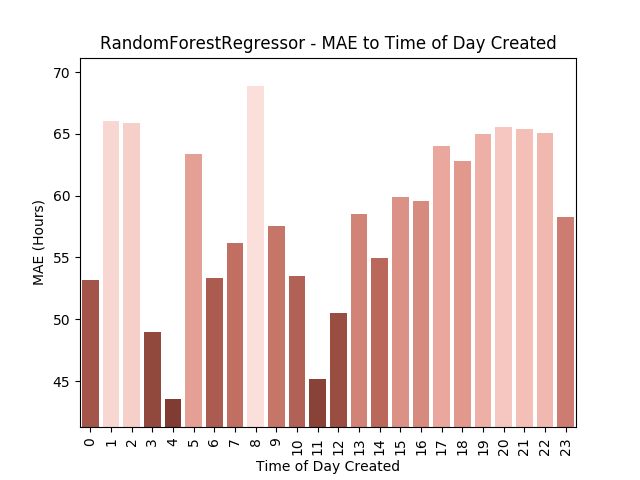 RandomForestRegressor - MAE to Time of Day Created
70
65
60
55
50
45
MAE (Hours)
0 1 2 3 4 5 6 7 8 9 10 11 12 13 14 15 16 17 18 19 20 21 22 23
Time of Day Created